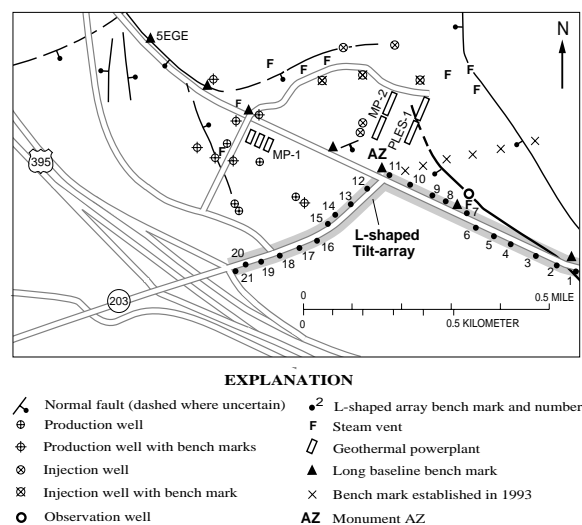 5EGE
N
F
F
F
F
F
395
MP-2
PLES-1
F
MP-1
F
AZ
11
10
12
9
8
13
7
F
14
6
15
5
4
L-shaped
Tilt-array
16
17
3
18
2
19
1
20
21
203
0
0.5 MILE
0
0.5 KILOMETER
EXPLANATION
Normal fault (dashed where uncertain)
Production well
Production well with bench marks
Injection well
Injection well with bench mark
Observation well
2 L-shaped array bench mark and number
F Steam vent
Geothermal powerplant
Long baseline bench mark
Bench mark established in 1993
AZ Monument AZ